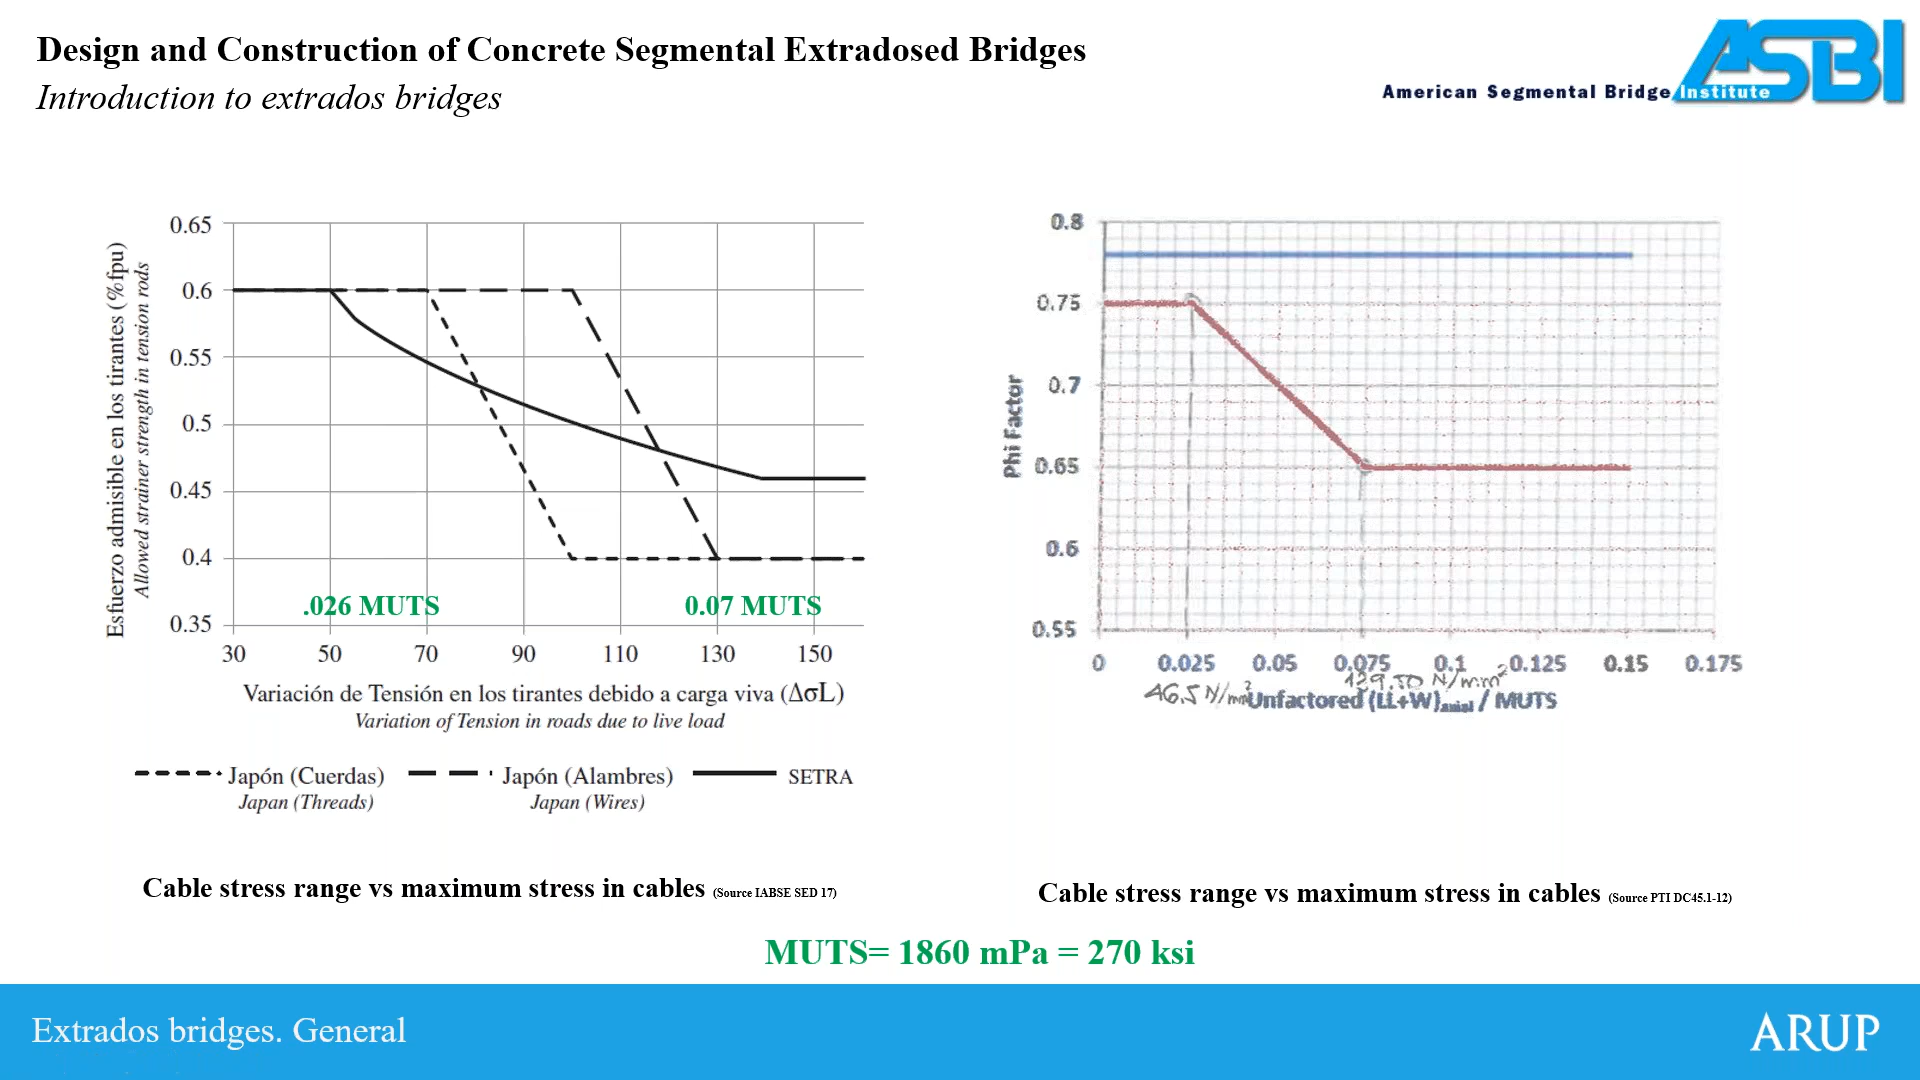 Design and Construction of Concrete Segmental Extradosed Bridges
Introduction to extrados bridges
American Segmental Bridge Institute
ASBI
Esfuerzo admisible en los tirantes (%fpu)
Allowed strainer strength in tension rods
0.65
0.6
0.55
0.5
0.45
0.4
0.35
.026 MUTS
0.07 MUTS
30 50 70 90 110 130 150
Variación de Tensión en los tirantes debido a carga viva (ΔσL)
Variation of Tension in roads due to live load
Japón (Cuerdas) Japón (Alambres) SETRA
Japan (Threads) Japan (Wires)
Cable stress range vs maximum stress in cables (Source IABSE SED 17)
Phi Factor
0.8
0.75
0.7
0.65
0.6
0.55
0 0.025 0.05 0.075 0.1 0.125 0.15 0.175
46.5 N/mm² 129.50 N/mm²
Unfactored (LL+W)axial / MUTS
Cable stress range vs maximum stress in cables (Source PTI DC45.1-12)
MUTS= 1860 mPa = 270 ksi
Extrados bridges. General
ARUP